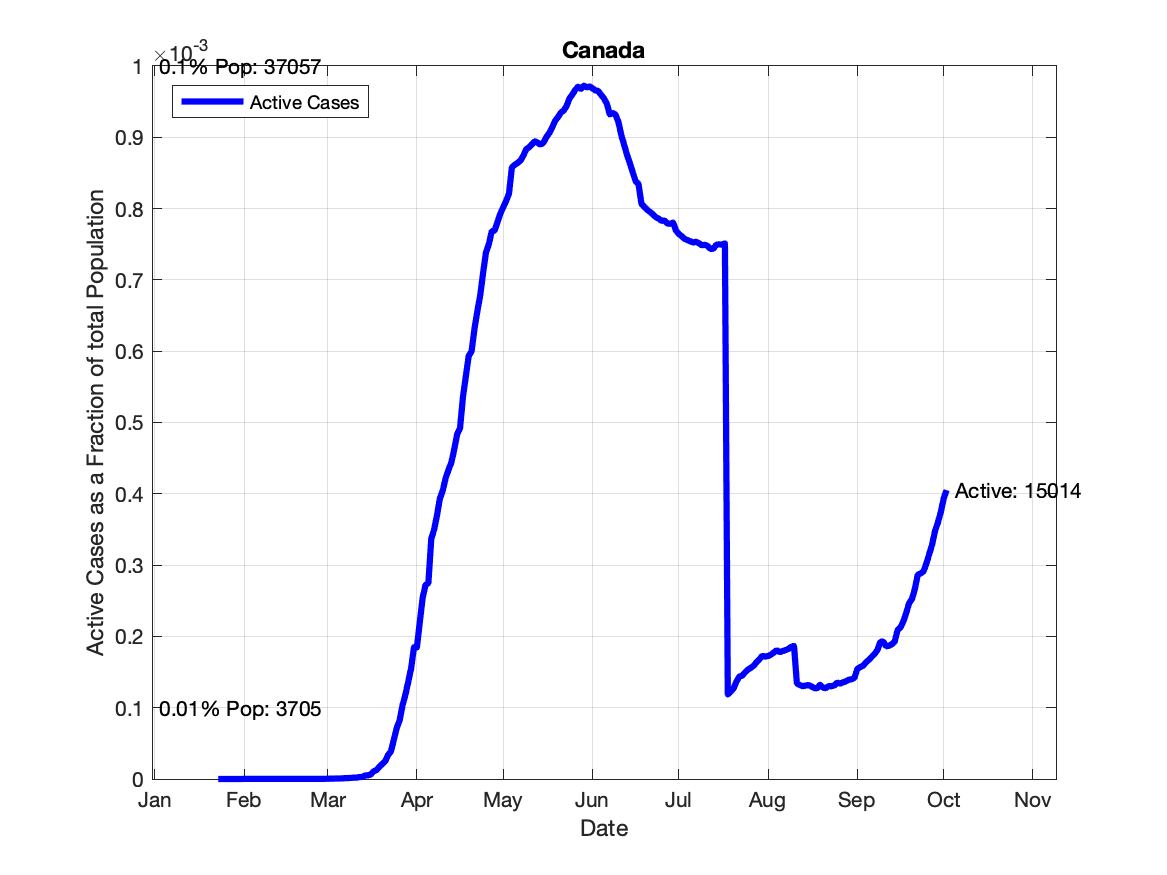 Canada
×10-3
0.1% Pop: 37057
Active Cases
1
0.9
0.8
0.7
0.6
0.5
0.4
0.3
0.2
0.1
0
Active Cases as a Fraction of total Population
Active: 15014
0.01% Pop: 3705
Jan Feb Mar Apr May Jun Jul Aug Sep Oct Nov
Date